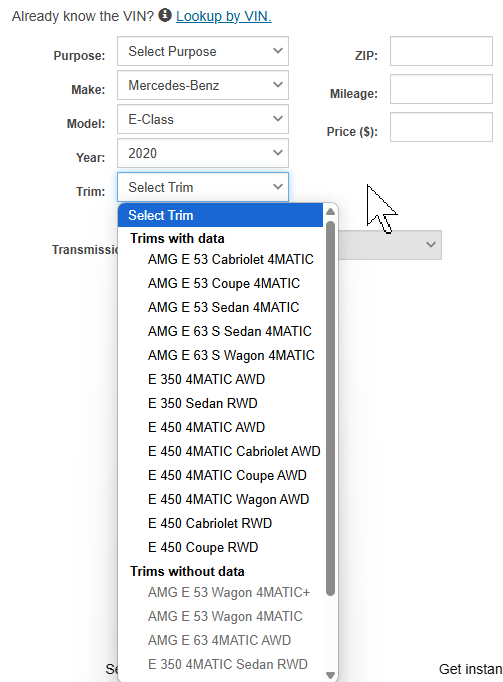 Already know the VIN? Lookup by VIN.
Purpose: Select Purpose
ZIP:
Make: Mercedes-Benz
Mileage:
Model: E-Class
Price ($):
Year: 2020
Trim: Select Trim
Select Trim
Trims with data
Transmissio
AMG E 53 Cabriolet 4MATIC
AMG E 53 Coupe 4MATIC
AMG E 53 Sedan 4MATIC
AMG E 63 S Sedan 4MATIC
AMG E 63 S Wagon 4MATIC
E 350 4MATIC AWD
E 350 Sedan RWD
E 450 4MATIC AWD
E 450 4MATIC Cabriolet AWD
E 450 4MATIC Coupe AWD
E 450 4MATIC Wagon AWD
E 450 Cabriolet RWD
E 450 Coupe RWD
Trims without data
AMG E 53 Wagon 4MATIC+
AMG E 53 Wagon 4MATIC
AMG E 63 4MATIC AWD
E 350 4MATIC Sedan RWD
Se
Get instan